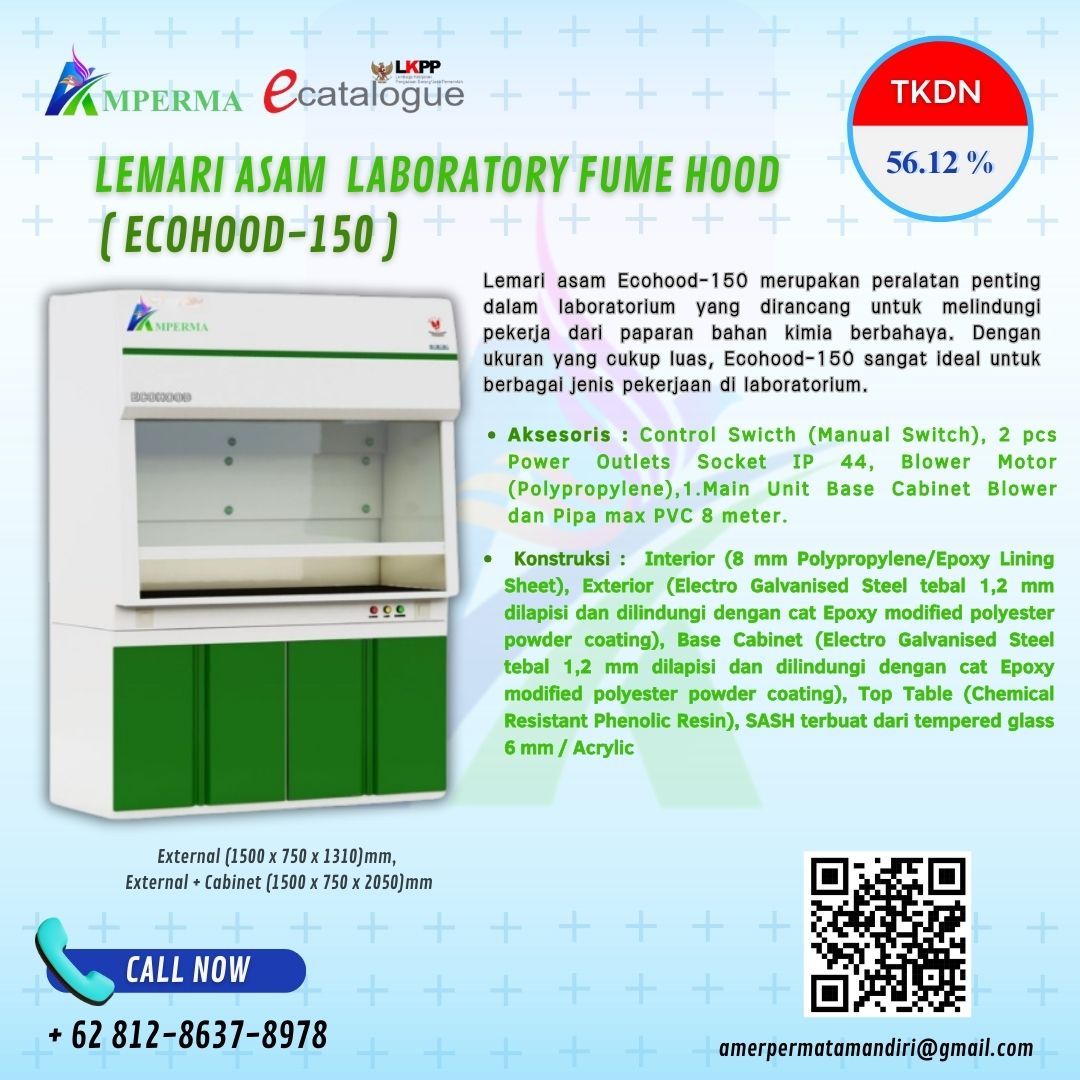 AMPERMA
ecatalogue
LKPP
TKDN
56.12 %
LEMARI ASAM LABORATORY FUME HOOD
( ECOHOOD-150 )
AMPERMA
ECOHOOD
Lemari asam Ecohood-150 merupakan peralatan penting
dalam laboratorium yang dirancang untuk melindungi
pekerja dari paparan bahan kimia berbahaya. Dengan
ukuran yang cukup luas, Ecohood-150 sangat ideal untuk
berbagai jenis pekerjaan di laboratorium.
• Aksesoris : Control Swicth (Manual Switch), 2 pcs
Power Outlets Socket IP 44, Blower Motor
(Polypropylene),1.Main Unit Base Cabinet Blower
dan Pipa max PVC 8 meter.
• Konstruksi : Interior (8 mm Polypropylene/Epoxy Lining
Sheet), Exterior (Electro Galvanised Steel tebal 1,2 mm
dilapisi dan dilindungi dengan cat Epoxy modified polyester
powder coating), Base Cabinet (Electro Galvanised Steel
tebal 1,2 mm dilapisi dan dilindungi dengan cat Epoxy
modified polyester powder coating), Top Table (Chemical
Resistant Phenolic Resin), SASH terbuat dari tempered glass
6 mm / Acrylic
External (1500 x 750 x 1310)mm,
External + Cabinet (1500 x 750 x 2050)mm
CALL NOW
+ 62 812-8637-8978
amerpermatamandiri@gmail.com